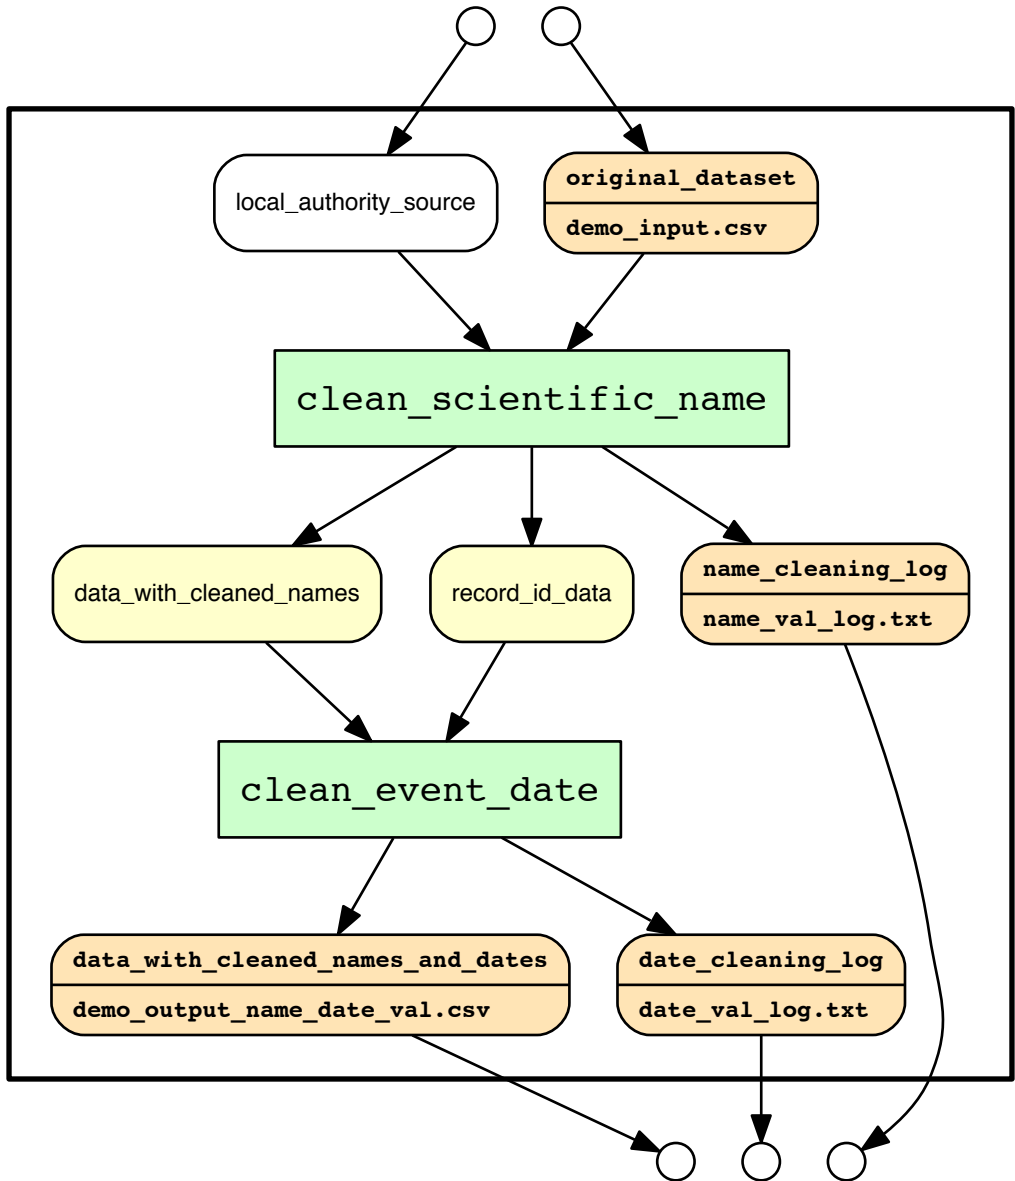 local_authority_source
original_dataset
demo_input.csv
clean_scientific_name
data_with_cleaned_names
record_id_data
name_cleaning_log
name_val_log.txt
clean_event_date
data_with_cleaned_names_and_dates
demo_output_name_date_val.csv
date_cleaning_log
date_val_log.txt